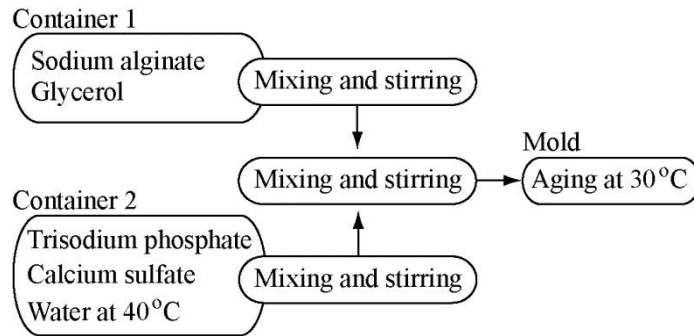 Container 1
Sodium alginate
Glycerol
Mixing and stirring
Mixing and stirring
Mold
Aging at 30°C
Container 2
Trisodium phosphate
Calcium sulfate
Water at 40°C
Mixing and stirring